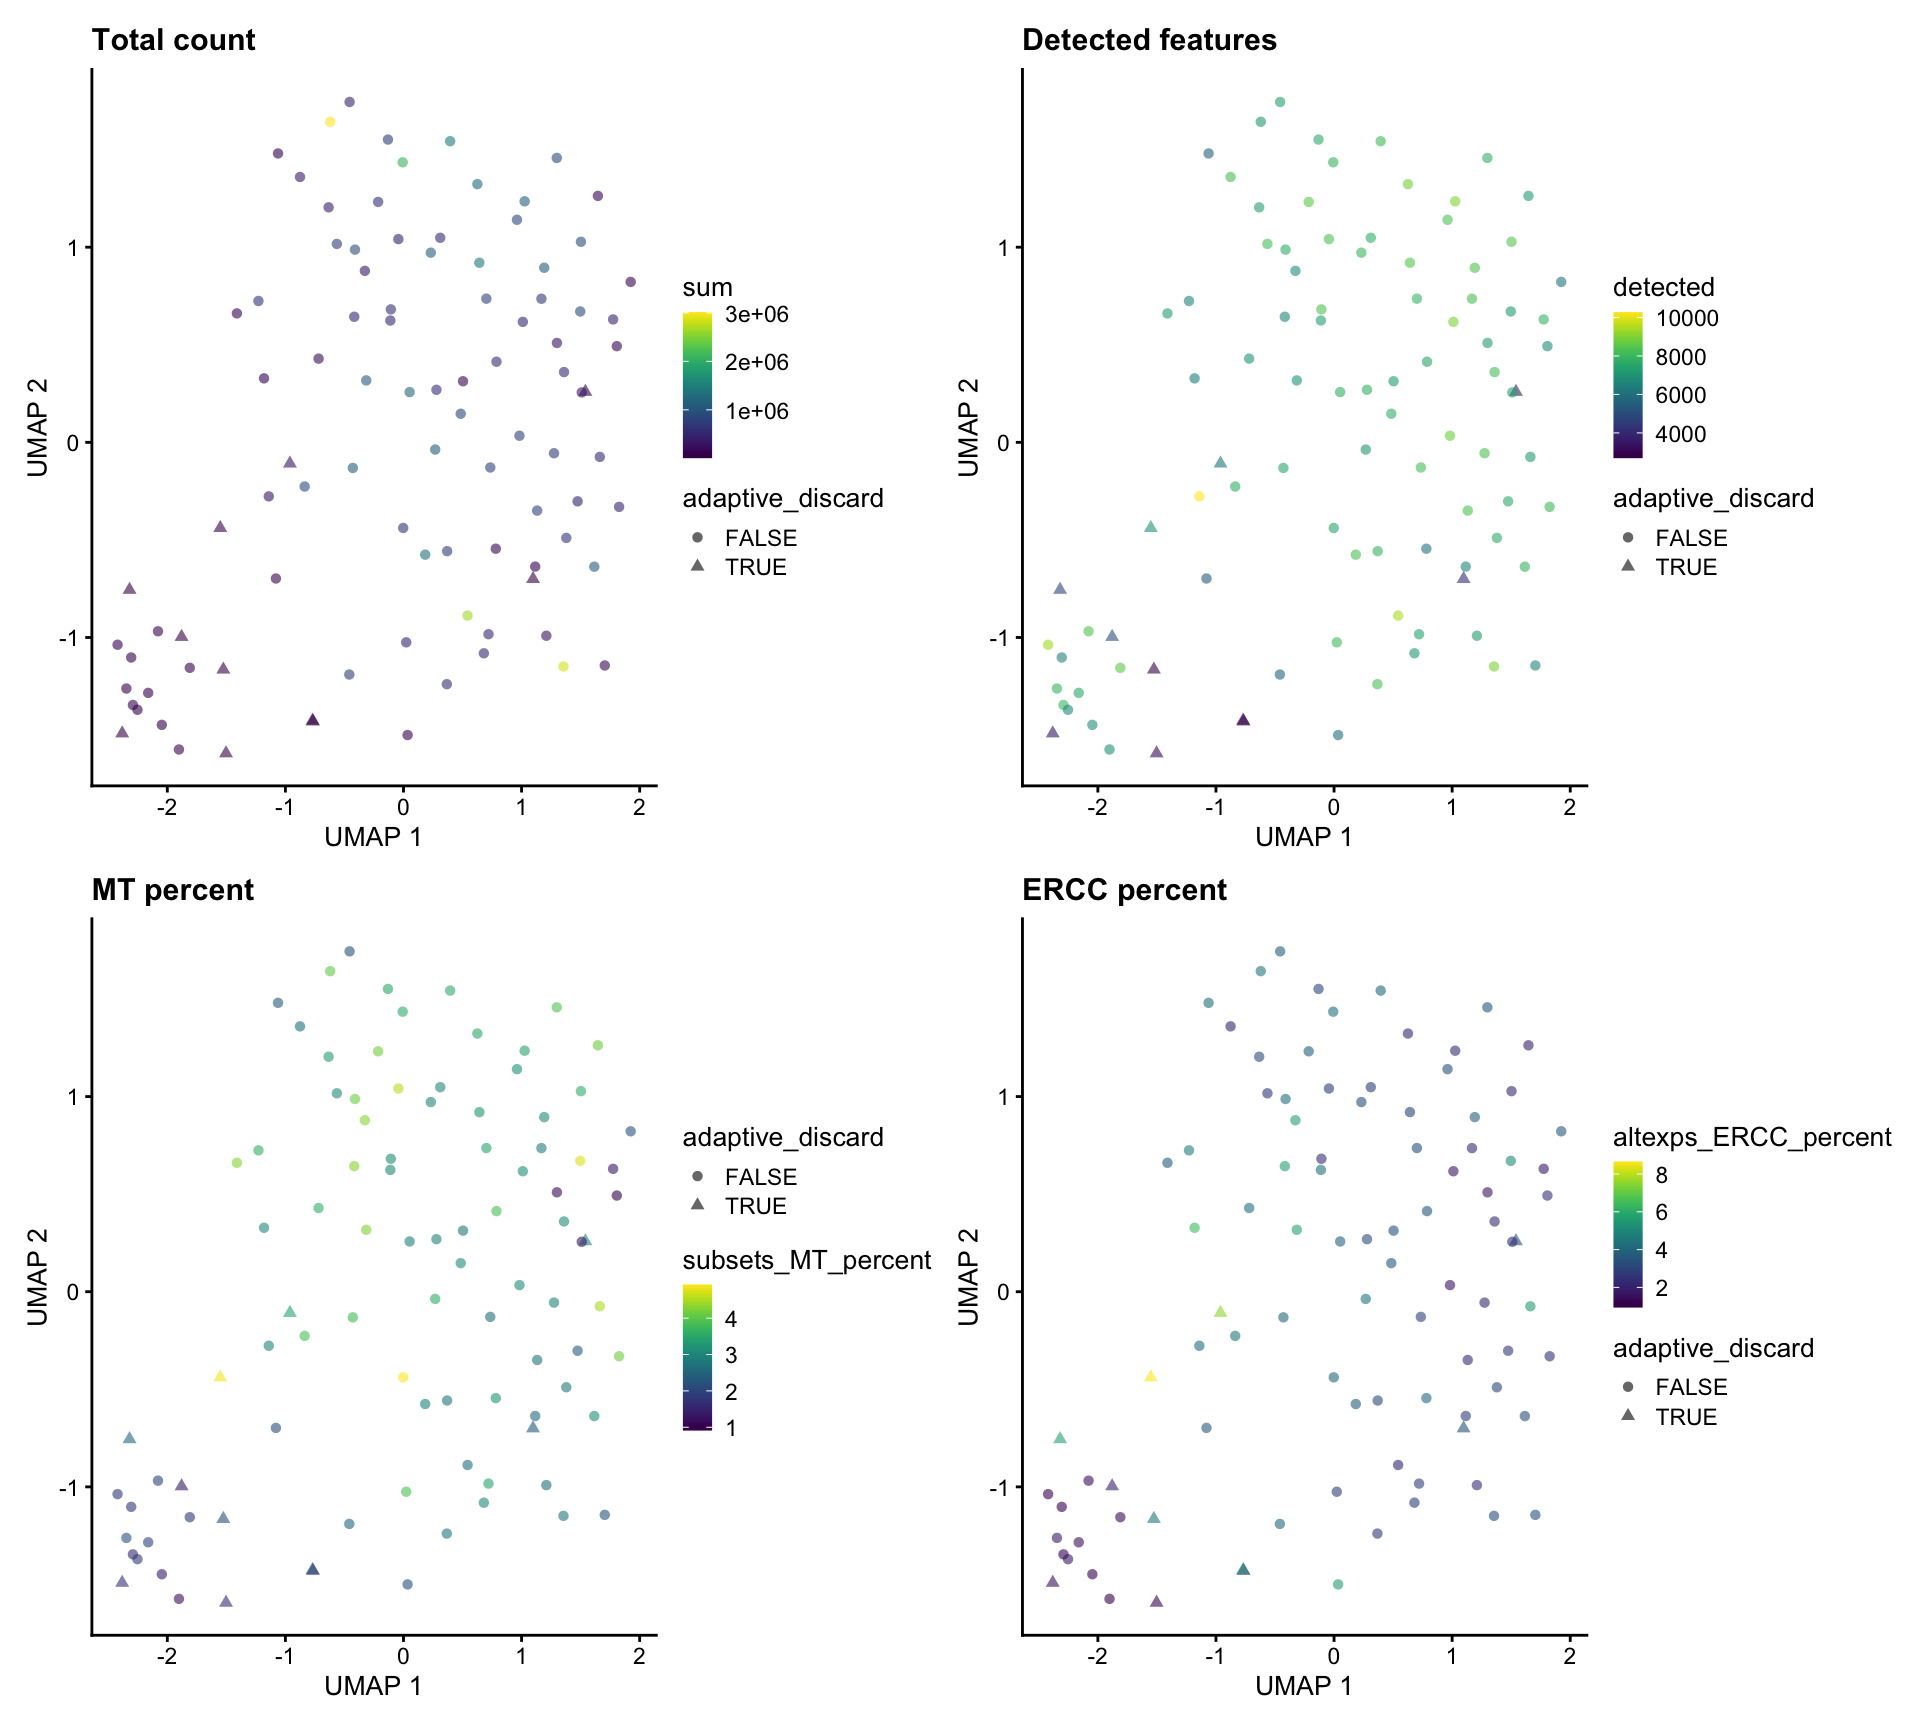 Total count
UMAP 2
1
0
-1
-2
-1
0
1
2
UMAP 1
sum
3e+06
2e+06
1e+06
adaptive_discard
FALSE
TRUE
Detected features
UMAP 2
1
0
-1
-2
-1
0
1
2
UMAP 1
detected
10000
8000
6000
4000
adaptive_discard
FALSE
TRUE
MT percent
UMAP 2
1
0
-1
-2
-1
0
1
2
UMAP 1
adaptive_discard
FALSE
TRUE
subsets_MT_percent
4
3
2
1
ERCC percent
UMAP 2
1
0
-1
-2
-1
0
1
2
UMAP 1
altexps_ERCC_percent
8
6
4
2
adaptive_discard
FALSE
TRUE